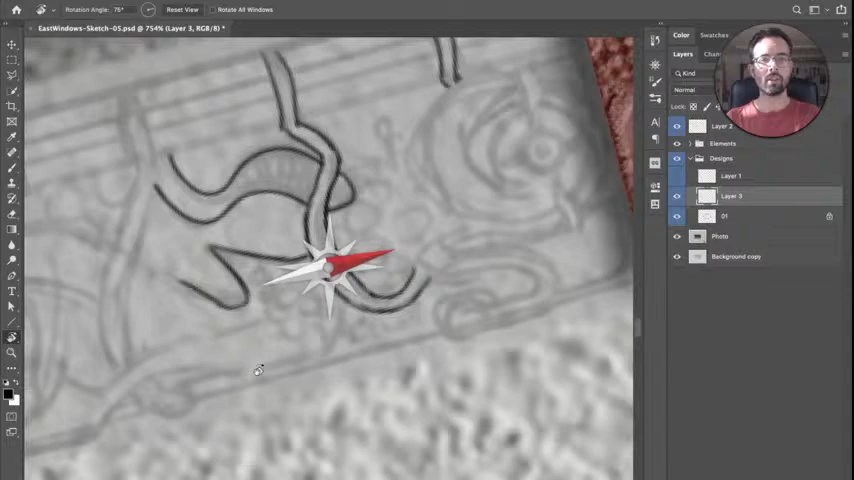 Rotation Angle: 75° Reset View Rotate All Windows
EastWindows-Sketch-05.psd @ 754% (Layer 3, RGB/8) *
Color Swatches
Layers Chan
Kind
Normal
Lock:
Layer 2
Elements
Designs
Layer 1
Layer 3
01
Photo
Background copy